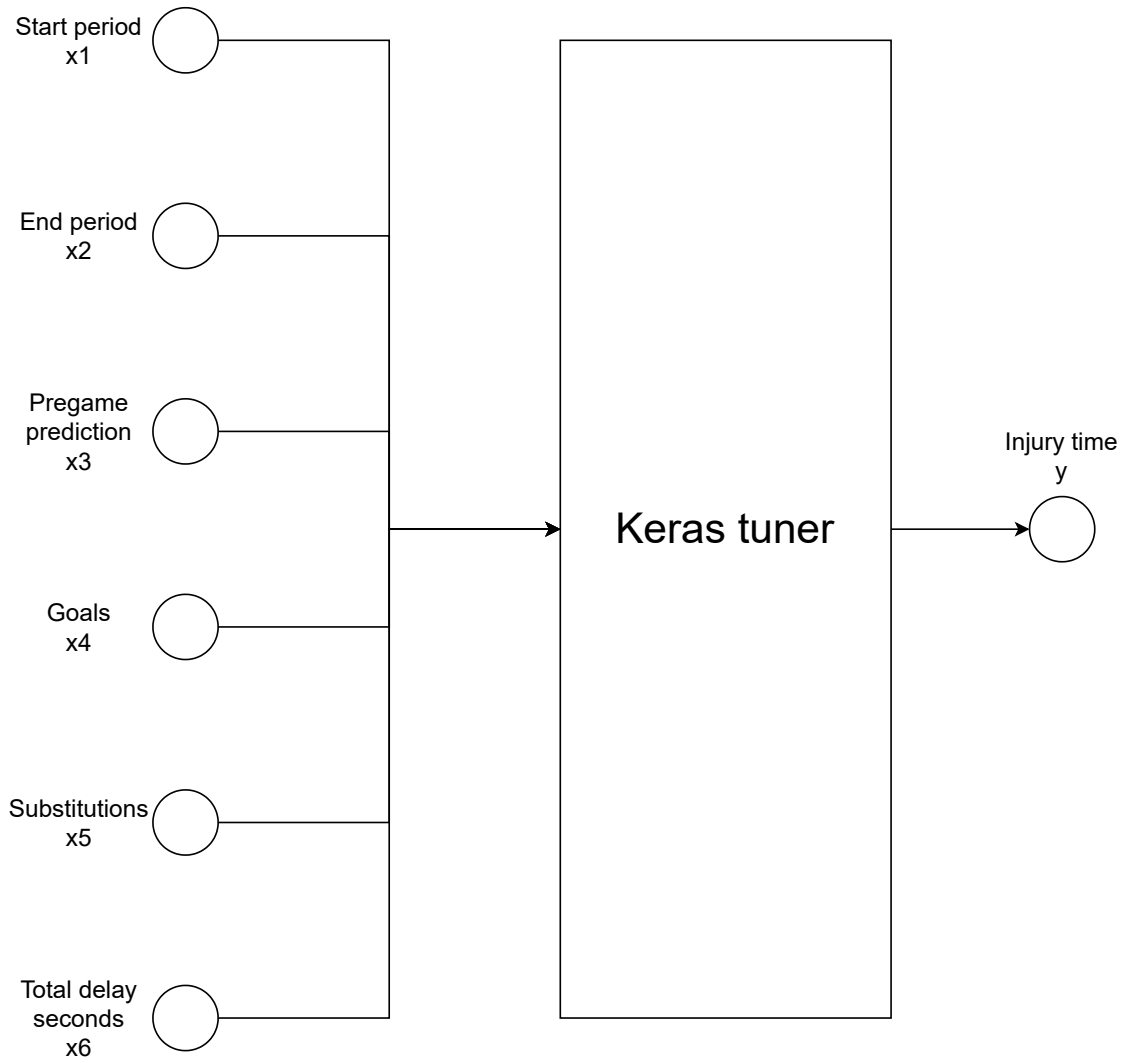 Start period
x1
End period
x2
Pregame
prediction
x3
Injury time
y
Keras tuner
Goals
x4
Substitutions
x5
Total delay
seconds
x6